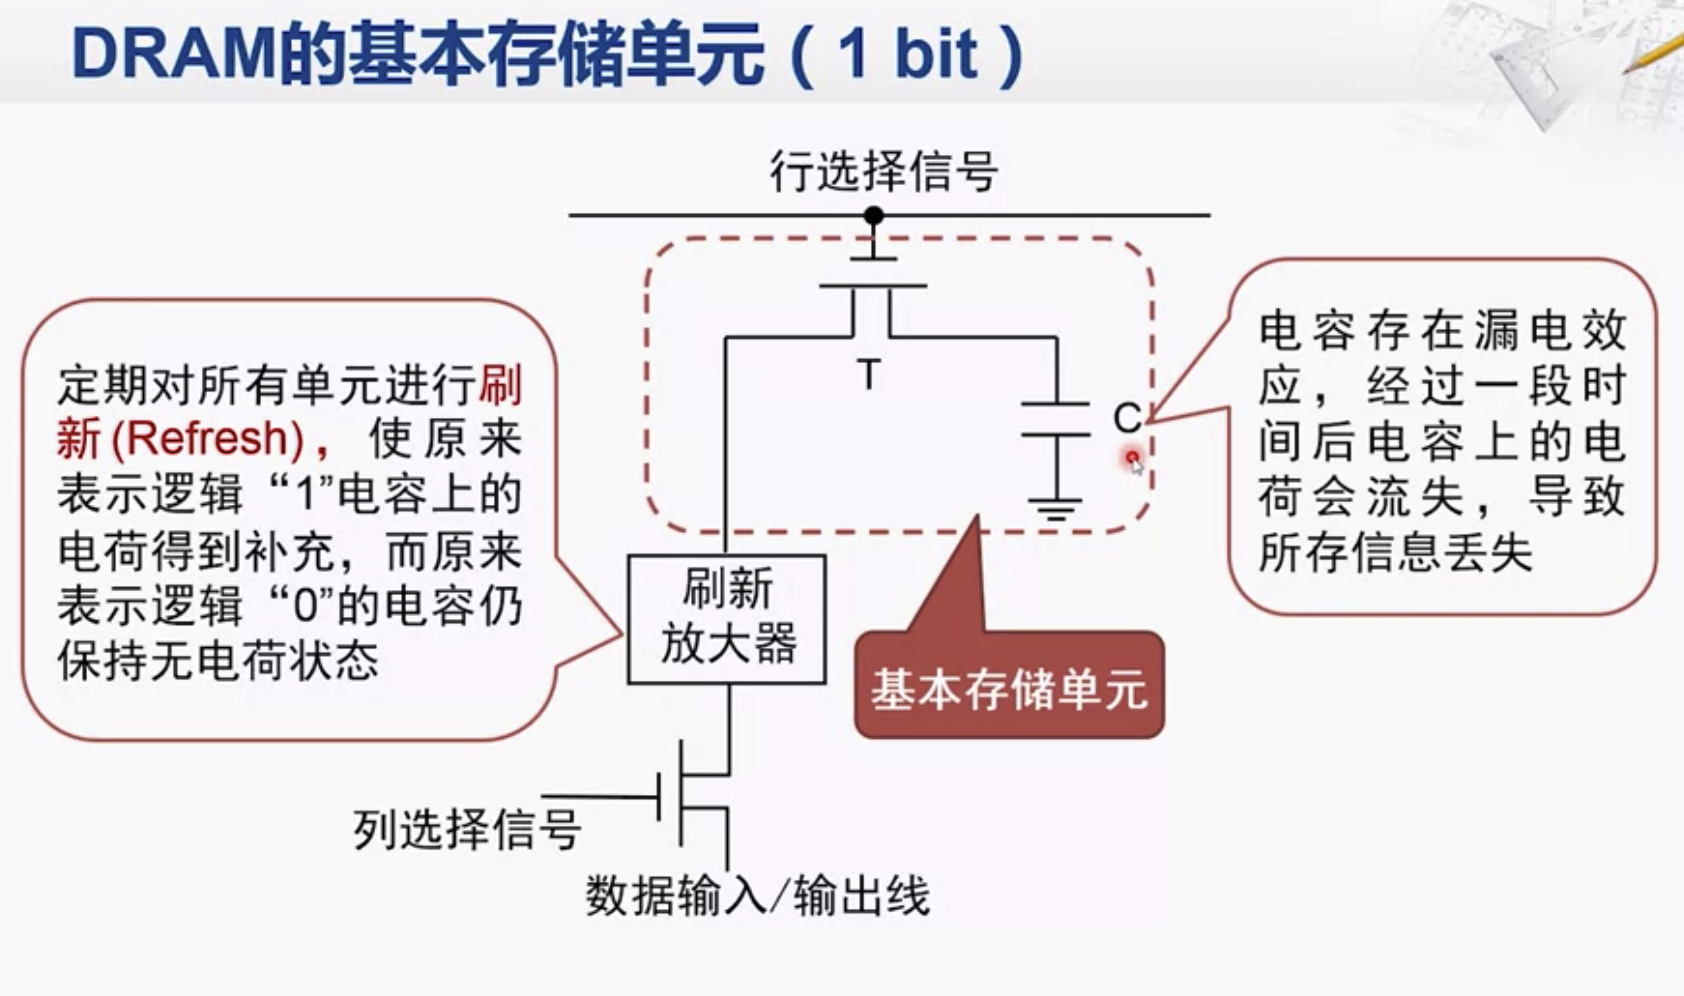 DRAM的基本存储单元（1 bit）
行选择信号
定期对所有单元进行刷
新(Refresh)，使原来
表示逻辑“1”电容上的
电荷得到补充，而原来
表示逻辑“0”的电容仍
保持无电荷状态
T
C
电容存在漏电效
应，经过一段时
间后电容上的电
荷会流失，导致
所存信息丢失
刷新
放大器
基本存储单元
列选择信号
数据输入/输出线